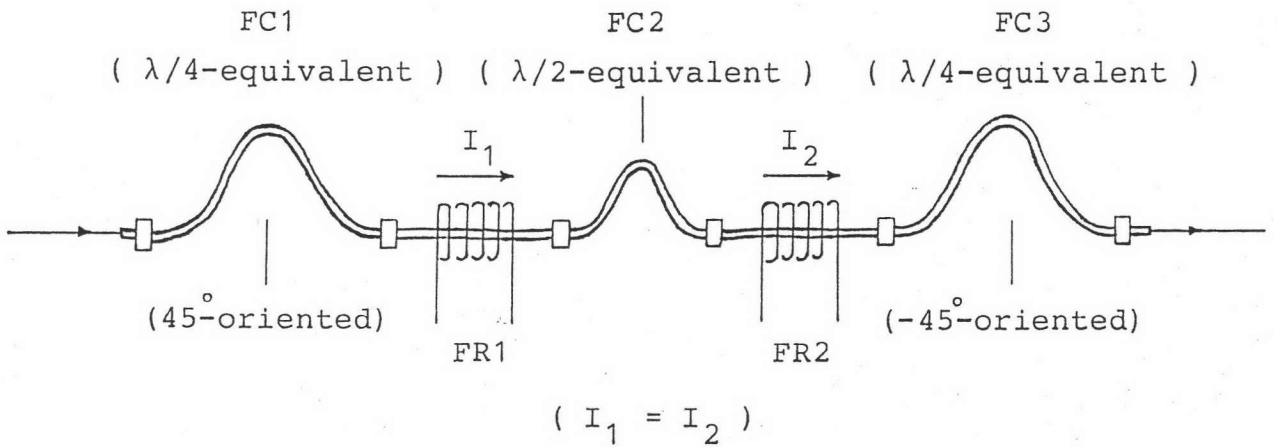 FC1 FC2 FC3
( λ/4-equivalent ) ( λ/2-equivalent ) ( λ/4-equivalent )
I₁ I₂
(45°-oriented) (-45°-oriented)
FR1 FR2
( I₁ = I₂ )